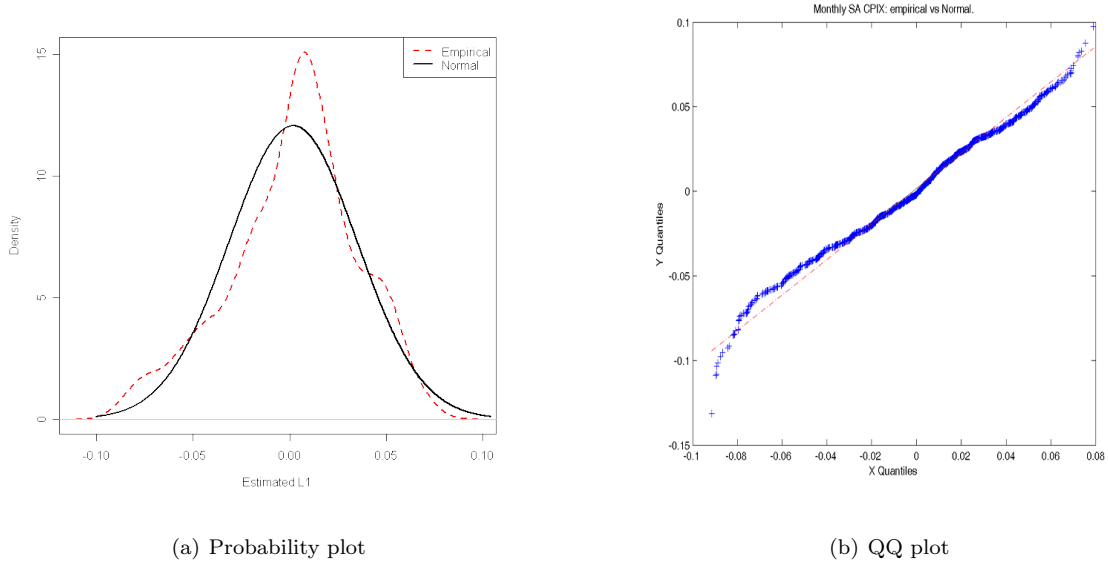 15
10
5
0
Density
Empirical
Normal
-0.10
-0.05
0.00
0.05
0.10
Estimated L1
(a) Probability plot
Monthly SA CPIX: empirical vs Normal.
0.1
0.05
0
-0.05
-0.1
-0.15
Y Quantiles
-0.1
-0.08
-0.06
-0.04
-0.02
0
0.02
0.04
0.06
0.08
X Quantiles
(b) QQ plot